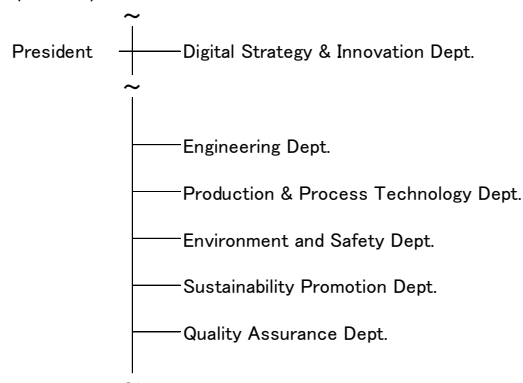 ~
President Digital Strategy & Innovation Dept.
~
Engineering Dept.
Production & Process Technology Dept.
Environment and Safety Dept.
Sustainability Promotion Dept.
Quality Assurance Dept.